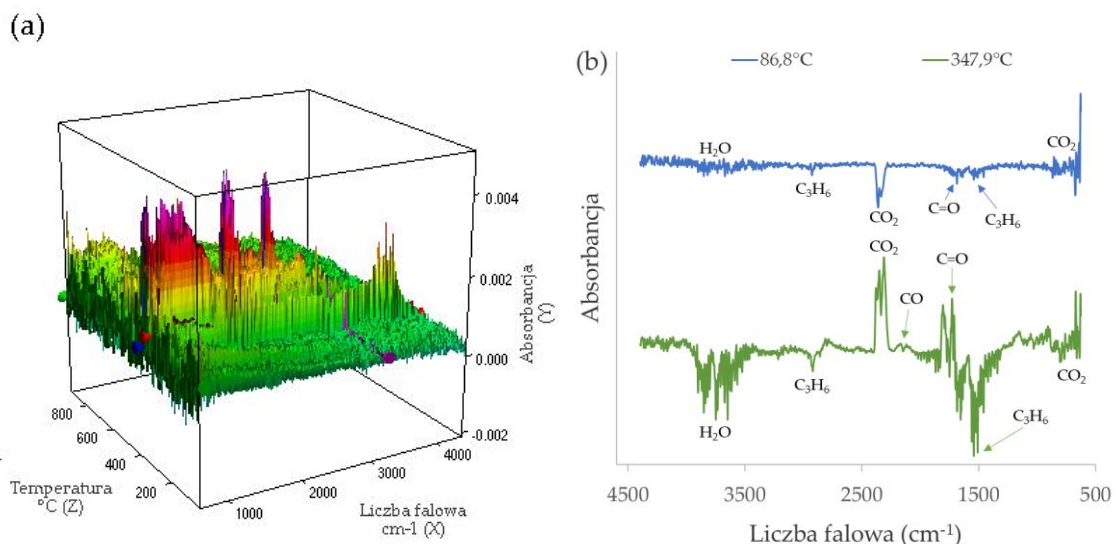 (a)
0.004
0.002
0.000
-0.002
Absorbancja
(Y)
800
600
400
200
Temperatura
°C (Z)
1000
2000
3000
4000
Liczba falowa
cm-1 (X)
(b)
86,8°C
347,9°C
H₂O
C₃H₆
CO₂
C=O
C₃H₆
CO₂
CO₂
CO
C=O
H₂O
C₃H₆
C₃H₆
CO₂
Absorbancja
4500
3500
2500
1500
500
Liczba falowa (cm⁻¹)